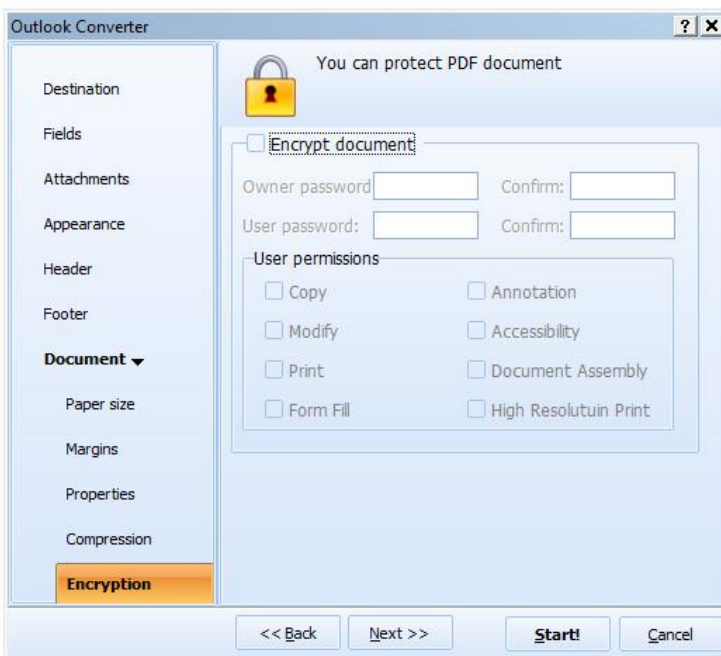 Outlook Converter
? X
You can protect PDF document
Destination
Fields
Attachments
Appearance
Header
Footer
Document
Paper size
Margins
Properties
Compression
Encryption
Encrypt document
Owner password Confirm:
User password: Confirm:
User permissions
Copy Annotation
Modify Accessibility
Print Document Assembly
Form Fill High Resolutuin Print
<< Back Next >> Start! Cancel